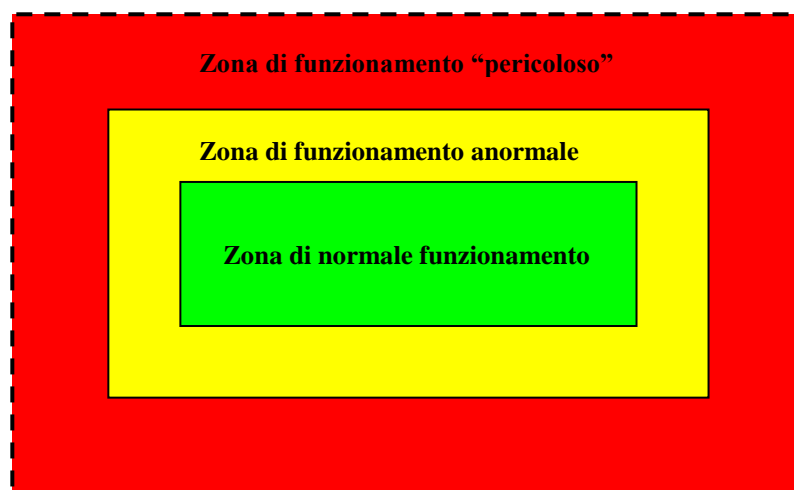 Zona di funzionamento “pericoloso”
Zona di funzionamento anormale
Zona di normale funzionamento